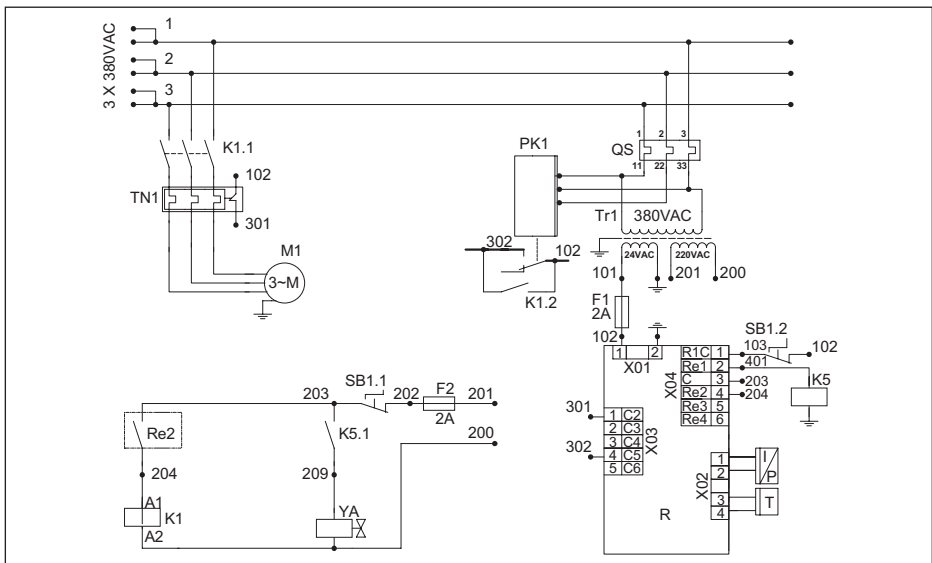 3 X 380VAC
1
2
3
K1.1
TN1
102
301
M1
3~M
PK1
302
102
K1.2
QS
1 2 3
11 22 33
Tr1
380VAC
24VAC
220VAC
101
201 200
F1
2A
102
1 2
X01
X04
R1C 1
Re1 2
C 3
Re2 4
Re3 5
Re4 6
103
401
203
204
SB1.2
102
K5
301
302
1 C2
2 C3
3 C4
4 C5
5 C6
X03
X02
1
2
3
4
I
P
T
R
203
SB1.1
202
F2
2A
201
200
Re2
K5.1
204
209
A1
K1
A2
YA